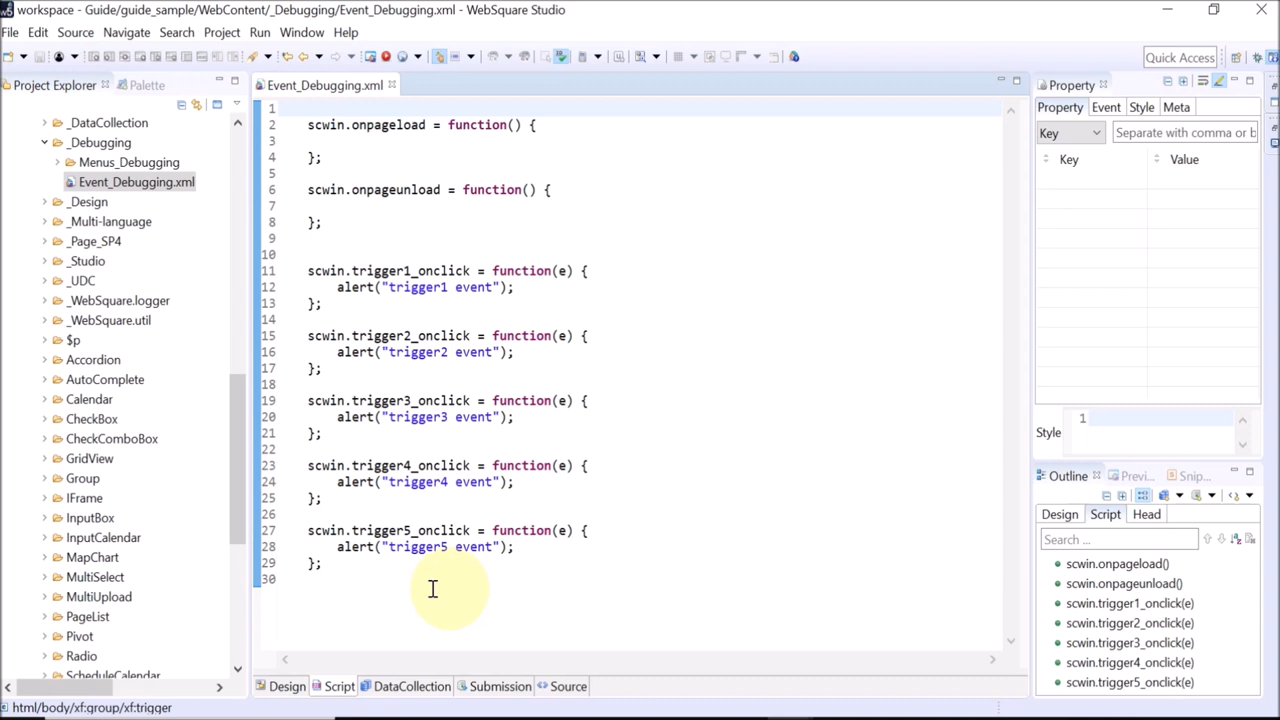 workspace - Guide/guide_sample/WebContent/_Debugging/Event_Debugging.xml - WebSquare Studio
File Edit Source Navigate Search Project Run Window Help
Quick Access
Project Explorer Palette
_DataCollection
_Debugging
Menus_Debugging
Event_Debugging.xml
_Design
_Multi-language
_Page_SP4
_Studio
_UDC
_WebSquare.logger
_WebSquare.util
$p
Accordion
AutoComplete
Calendar
CheckBox
CheckComboBox
GridView
Group
IFrame
InputBox
InputCalendar
MapChart
MultiSelect
MultiUpload
PageList
Pivot
Radio
ScheduleCalendar
Event_Debugging.xml
1
2 scwin.onpageload = function() {
3
4 };
5
6 scwin.onpageunload = function() {
7
8 };
9
10
11 scwin.trigger1_onclick = function(e) {
12 alert("trigger1 event");
13 };
14
15 scwin.trigger2_onclick = function(e) {
16 alert("trigger2 event");
17 };
18
19 scwin.trigger3_onclick = function(e) {
20 alert("trigger3 event");
21 };
22
23 scwin.trigger4_onclick = function(e) {
24 alert("trigger4 event");
25 };
26
27 scwin.trigger5_onclick = function(e) {
28 alert("trigger5 event");
29 };
30
Design Script DataCollection Submission Source
Property
Property Event Style Meta
Key Separate with comma or b
Key Value
1
Style
Outline Previ... Snip...
Design Script Head
Search ...
scwin.onpageload()
scwin.onpageunload()
scwin.trigger1_onclick(e)
scwin.trigger2_onclick(e)
scwin.trigger3_onclick(e)
scwin.trigger4_onclick(e)
scwin.trigger5_onclick(e)
html/body/xf:group/xf:trigger